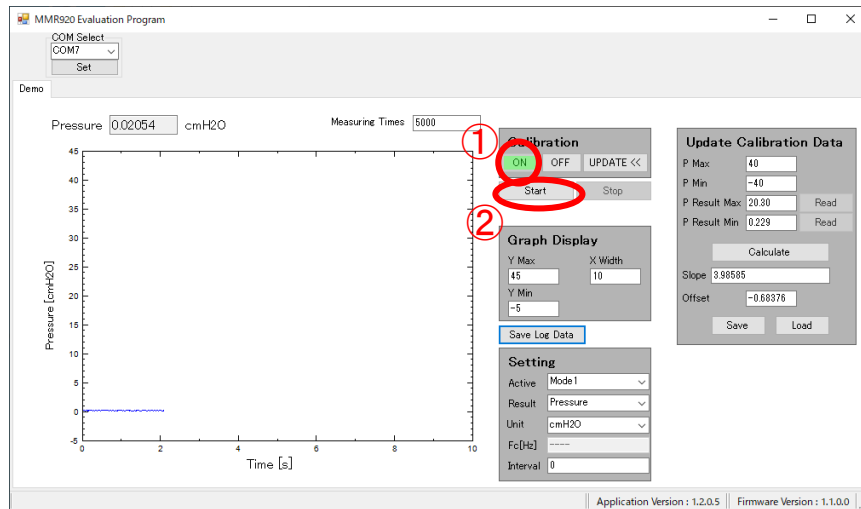 MMR920 Evaluation Program
COM Select
COM7
Set
Demo
Pressure 0.02054 cmH2O
Measuring Times 5000
45
40
35
30
25
20
15
10
5
0
-5
Pressure [cmH2O]
0 2 4 6 8 10
Time [s]
①
Calibration
ON OFF UPDATE <<
Start Stop
②
Graph Display
Y Max X Width
45 10
Y Min
-5
Save Log Data
Setting
Active Mode1
Result Pressure
Unit cmH2O
Fc[Hz] ----
Interval 0
Update Calibration Data
P Max 40
P Min -40
P Result Max 20.30 Read
P Result Min 0.229 Read
Calculate
Slope 3.98585
Offset -0.68376
Save Load
Application Version : 1.2.0.5 Firmware Version : 1.1.0.0